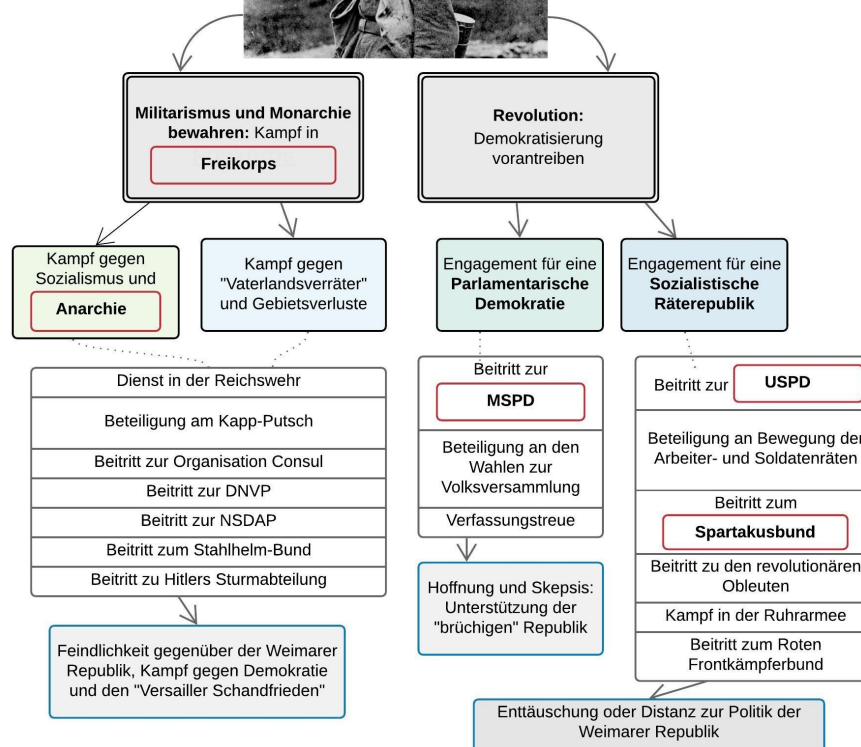 Militarismus und Monarchie
bewahren: Kampf in
Freikorps
Revolution:
Demokratisierung
vorantreiben
Kampf gegen
Sozialismus und
Anarchie
Kampf gegen
"Vaterlandsverräter"
und Gebietsverluste
Engagement für eine
Parlamentarische
Demokratie
Engagement für eine
Sozialistische
Räterepublik
Dienst in der Reichswehr
Beteiligung am Kapp-Putsch
Beitritt zur Organisation Consul
Beitritt zur DNVP
Beitritt zur NSDAP
Beitritt zum Stahlhelm-Bund
Beitritt zu Hitlers Sturmabteilung
Feindlichkeit gegenüber der Weimarer
Republik, Kampf gegen Demokratie
und den "Versailler Schandfrieden"
Beitritt zur
MSPD
Beteiligung an den
Wahlen zur
Volksversammlung
Verfassungstreue
Hoffnung und Skepsis:
Unterstützung der
"brüchigen" Republik
Beitritt zur USPD
Beteiligung an Bewegung der
Arbeiter- und Soldatenräten
Beitritt zum
Spartakusbund
Beitritt zu den revolutionären
Obleuten
Kampf in der Ruhrarmee
Beitritt zum Roten
Frontkämpferbund
Enttäuschung oder Distanz zur Politik der
Weimarer Republik